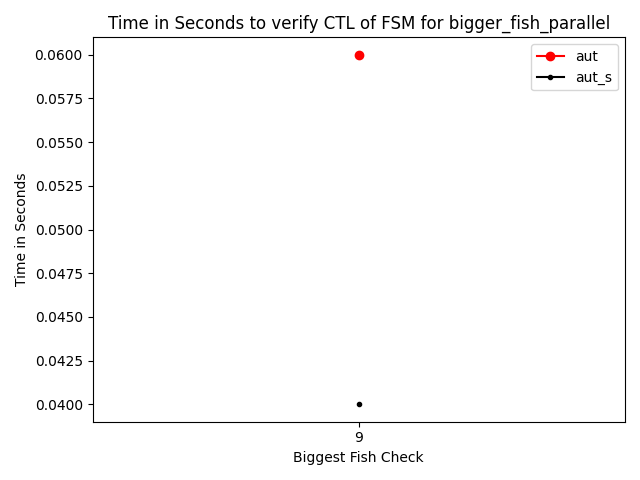 Time in Seconds to verify CTL of FSM for bigger_fish_parallel
aut
aut_s
0.0600
0.0575
0.0550
0.0525
0.0500
0.0475
0.0450
0.0425
0.0400
Time in Seconds
9
Biggest Fish Check